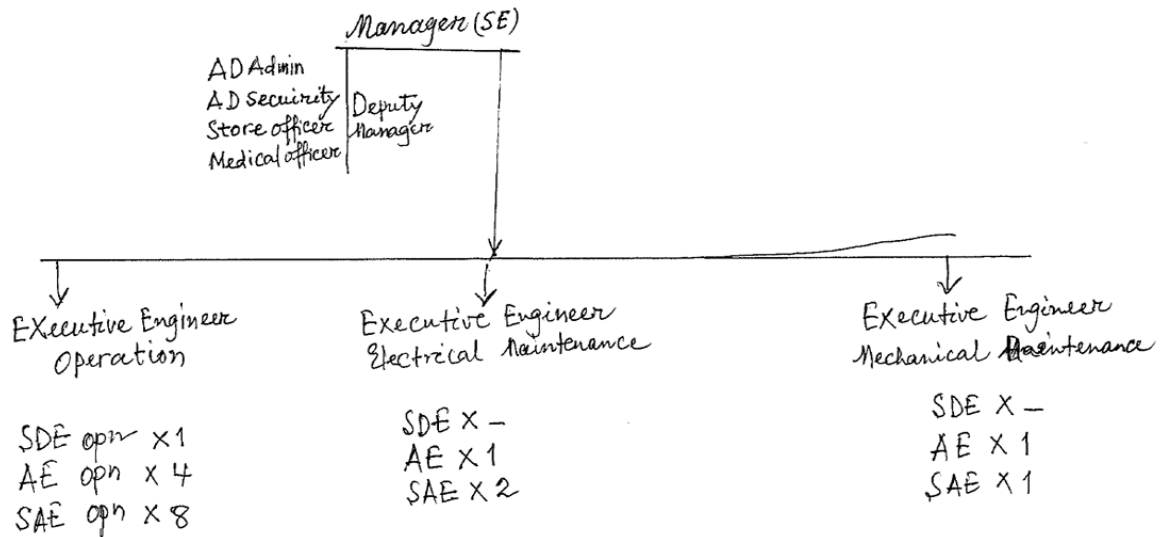 Manager (SE)
AD Admin
AD Secuirity
Store officer
Medical officer
Deputy
Manager
EXecutive Engineer
Operation
SDE opn X 1
AE opn X 4
SAE opn X 8
Executive Engineer
Electrical Maintenance
SDE X –
AE X 1
SAE X 2
Executive Engineer
Mechanical Maintenance
SDE X –
AE X 1
SAE X 1